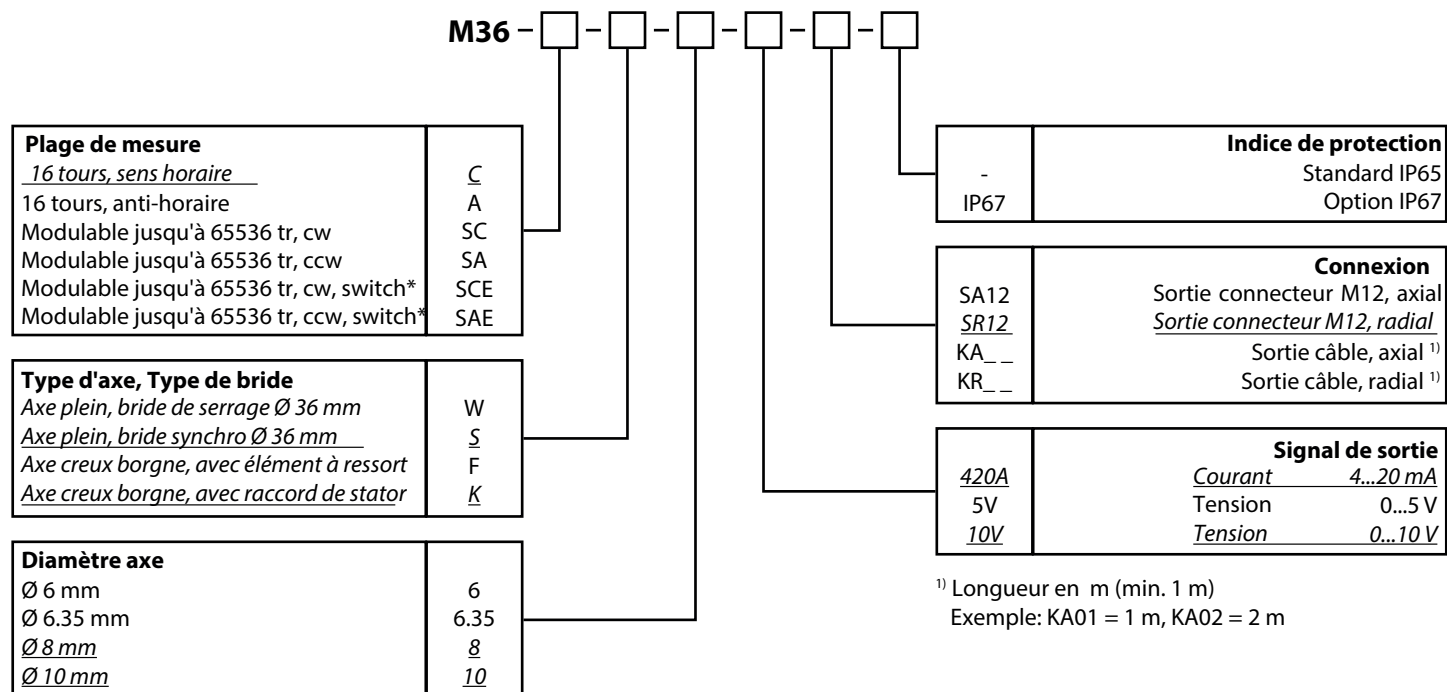 M36 – – – – – –
Plage de mesure
16 tours, sens horaire C
16 tours, anti-horaire A
Modulable jusqu'à 65536 tr, cw SC
Modulable jusqu'à 65536 tr, ccw SA
Modulable jusqu'à 65536 tr, cw, switch* SCE
Modulable jusqu'à 65536 tr, ccw, switch* SAE
Type d'axe, Type de bride
Axe plein, bride de serrage Ø 36 mm W
Axe plein, bride synchro Ø 36 mm S
Axe creux borgne, avec élément à ressort F
Axe creux borgne, avec raccord de stator K
Diamètre axe
Ø 6 mm 6
Ø 6.35 mm 6.35
Ø 8 mm 8
Ø 10 mm 10
Indice de protection
- Standard IP65
IP67 Option IP67
Connexion
SA12 Sortie connecteur M12, axial
SR12 Sortie connecteur M12, radial
KA_ _ Sortie câble, axial 1)
KR_ _ Sortie câble, radial 1)
Signal de sortie
420A Courant 4...20 mA
5V Tension 0...5 V
10V Tension 0...10 V
1) Longueur en m (min. 1 m)
Exemple: KA01 = 1 m, KA02 = 2 m